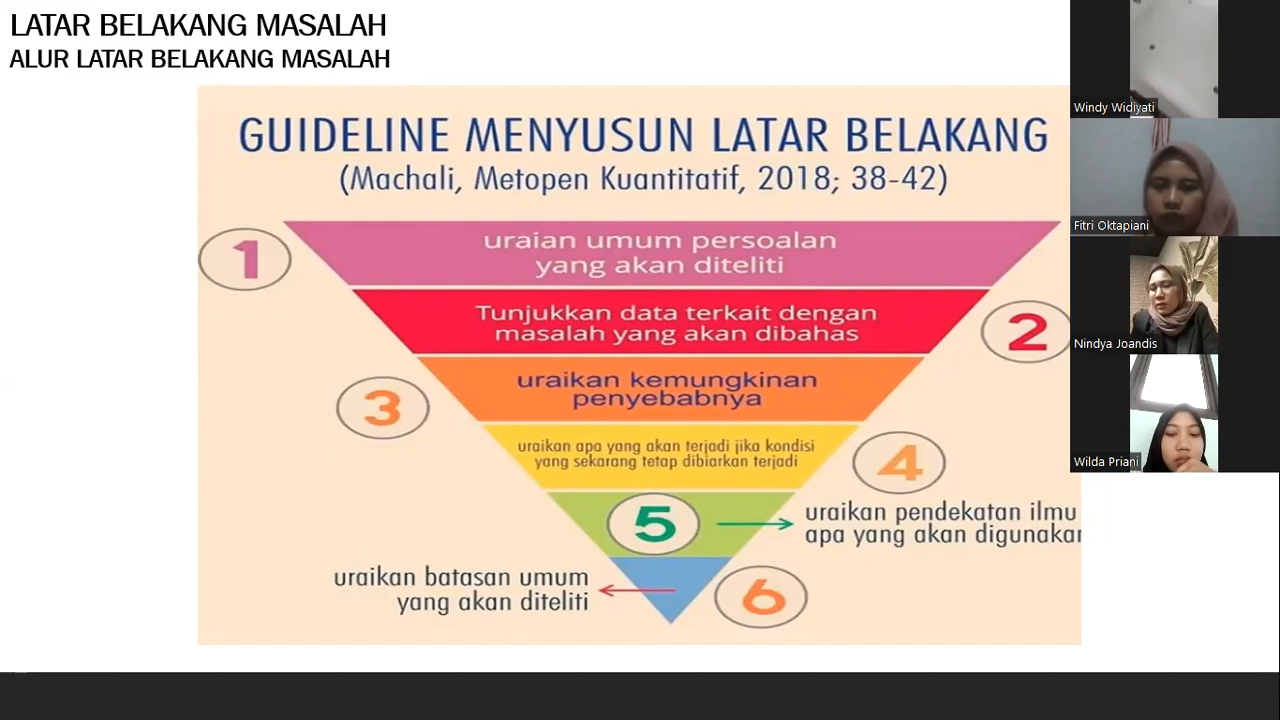 LATAR BELAKANG MASALAH
ALUR LATAR BELAKANG MASALAH
GUIDELINE MENYUSUN LATAR BELAKANG
(Machali, Metopen Kuantitatif, 2018; 38-42)
1
uraian umum persoalan
yang akan diteliti
Tunjukkan data terkait dengan
masalah yang akan dibahas
2
3
uraikan kemungkinan
penyebabnya
uraikan apa yang akan terjadi jika kondisi
yang sekarang tetap dibiarkan terjadi
4
5
uraikan pendekatan ilmu
apa yang akan digunakan
uraikan batasan umum
yang akan diteliti
6
Windy Widiyati
Fitri Oktapiani
Nindya Joandis
Wilda Priani